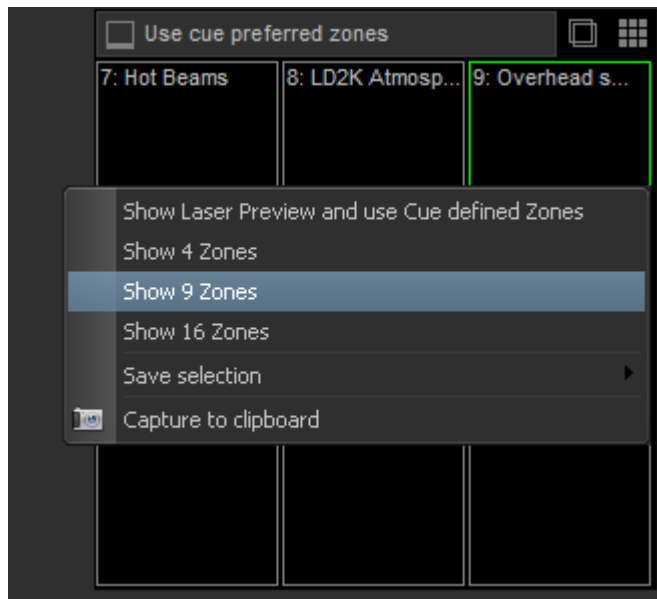 Use cue preferred zones
7: Hot Beams
8: LD2K Atmosp...
9: Overhead s...
Show Laser Preview and use Cue defined Zones
Show 4 Zones
Show 9 Zones
Show 16 Zones
Save selection
Capture to clipboard